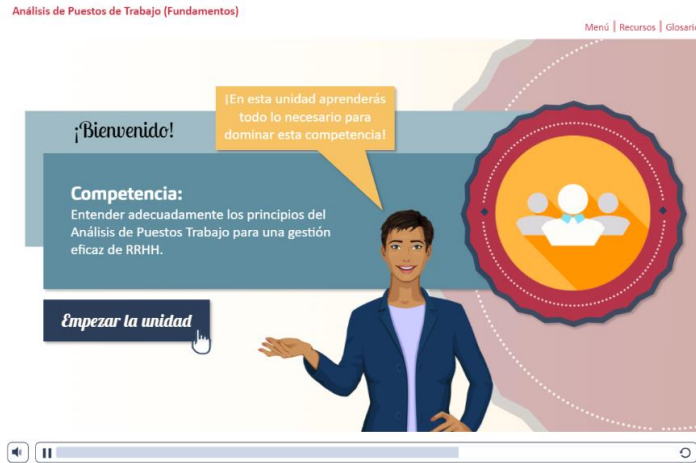 Análisis de Puestos de Trabajo (Fundamentos)
Menú | Recursos | Glosario
¡En esta unidad aprenderás
todo lo necesario para
dominar esta competencia!
¡Bienvenido!
Competencia:
Entender adecuadamente los principios del
Análisis de Puestos Trabajo para una gestión
eficaz de RRHH.
Empezar la unidad